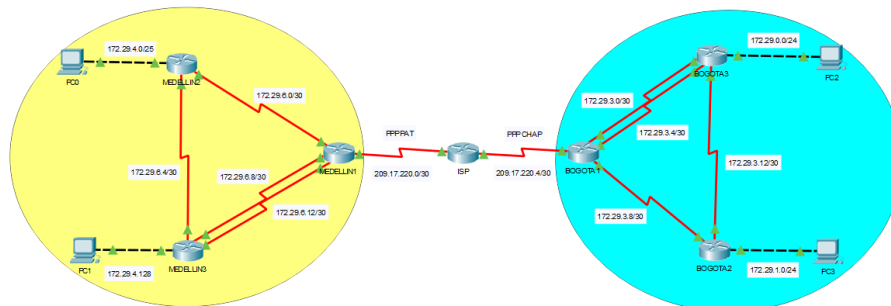 172.29.4.0/25
PC0
MEDELLIN2
172.29.6.0/30
172.29.6.4/30
172.29.6.8/30
172.29.6.12/30
MEDELLIN1
PC1
172.29.4.128
MEDELLIN3
PPPPAT
209.17.220.0/30
ISP
PPPCHAP
209.17.220.4/30
172.29.0.0/24
BOGOTA3
PC2
172.29.3.0/30
172.29.3.4/30
BOGOTA1
172.29.3.12/30
172.29.3.8/30
BOGOTA2
172.29.1.0/24
PC3